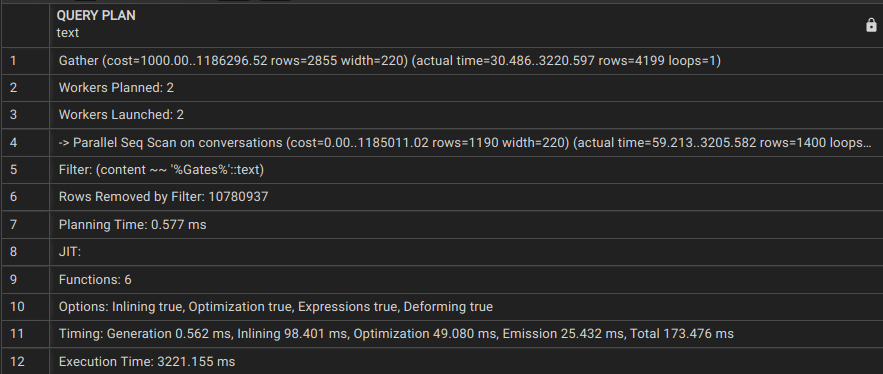 QUERY PLAN
text
1 Gather (cost=1000.00..1186296.52 rows=2855 width=220) (actual time=30.486..3220.597 rows=4199 loops=1)
2 Workers Planned: 2
3 Workers Launched: 2
4 -> Parallel Seq Scan on conversations (cost=0.00..1185011.02 rows=1190 width=220) (actual time=59.213..3205.582 rows=1400 loops...
5 Filter: (content ~~ '%Gates%'::text)
6 Rows Removed by Filter: 10780937
7 Planning Time: 0.577 ms
8 JIT:
9 Functions: 6
10 Options: Inlining true, Optimization true, Expressions true, Deforming true
11 Timing: Generation 0.562 ms, Inlining 98.401 ms, Optimization 49.080 ms, Emission 25.432 ms, Total 173.476 ms
12 Execution Time: 3221.155 ms